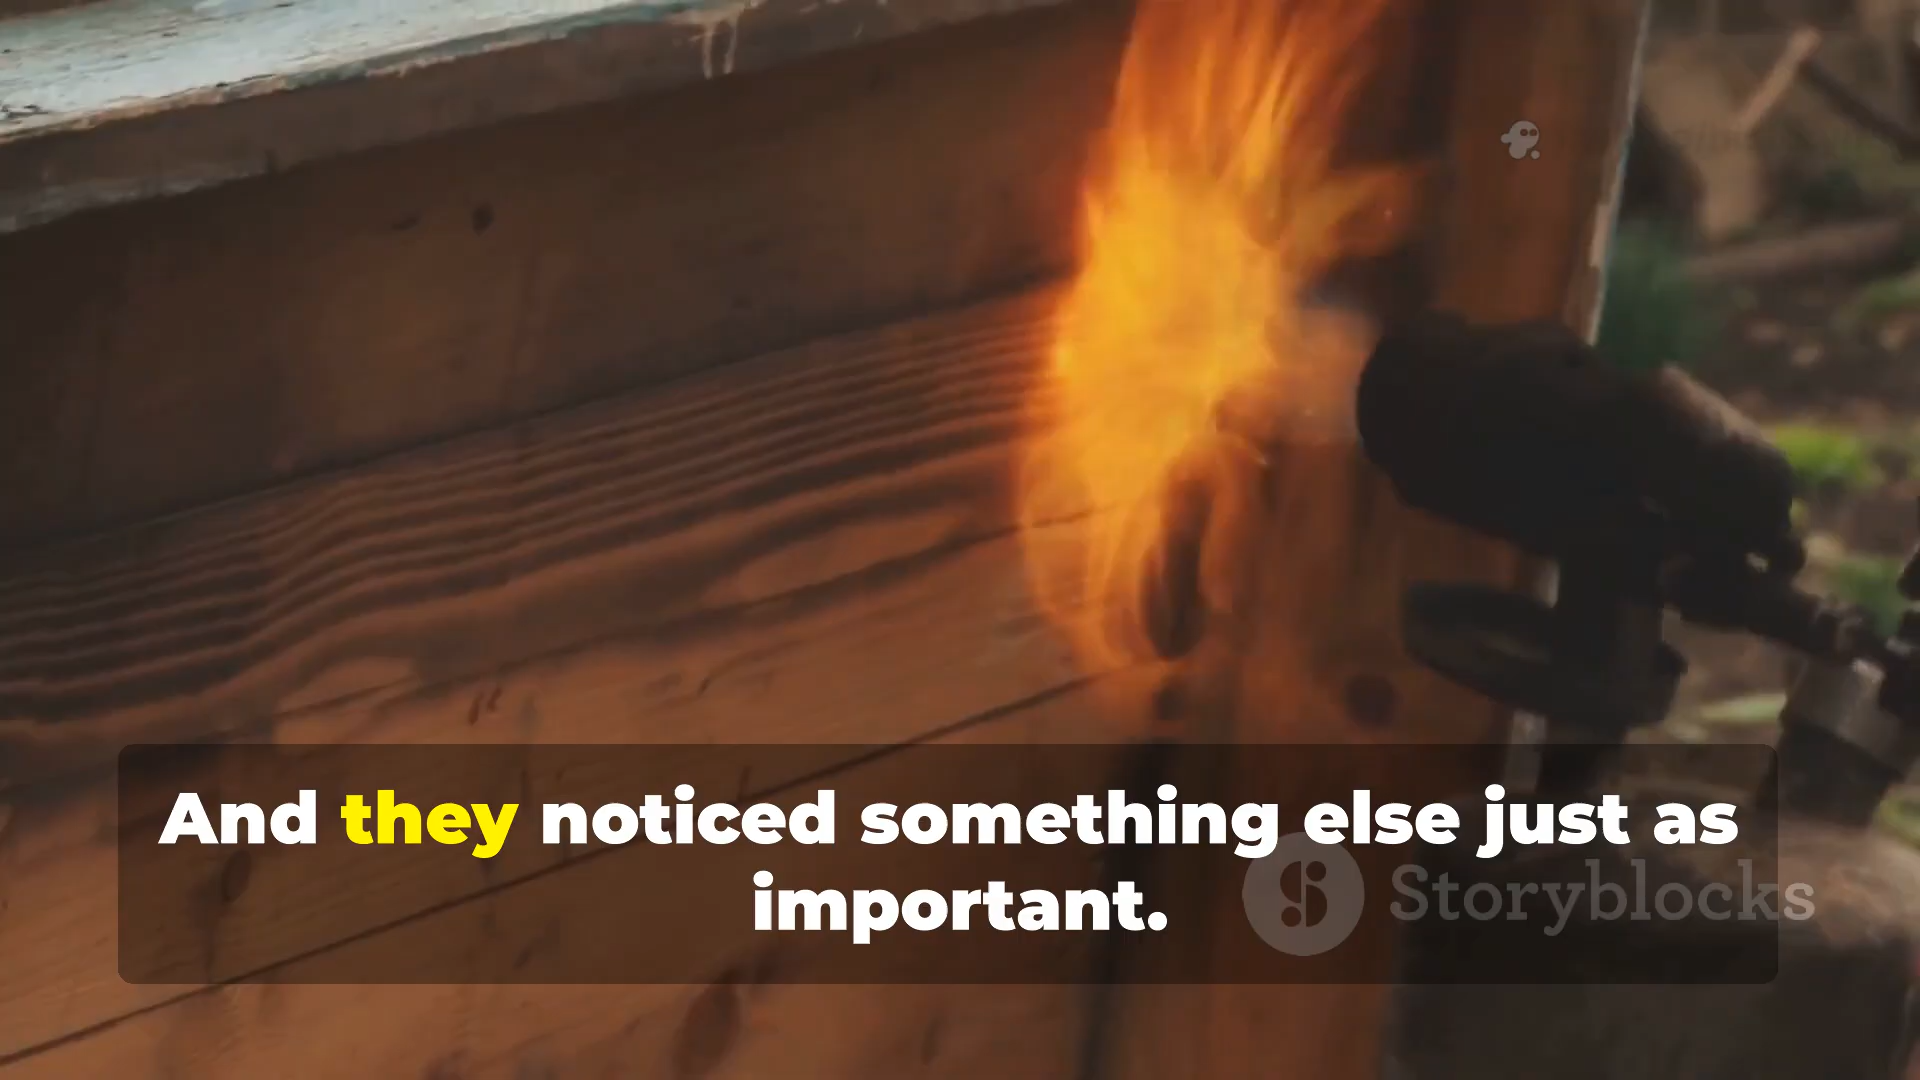 And they noticed something else just as
important.
Storyblocks